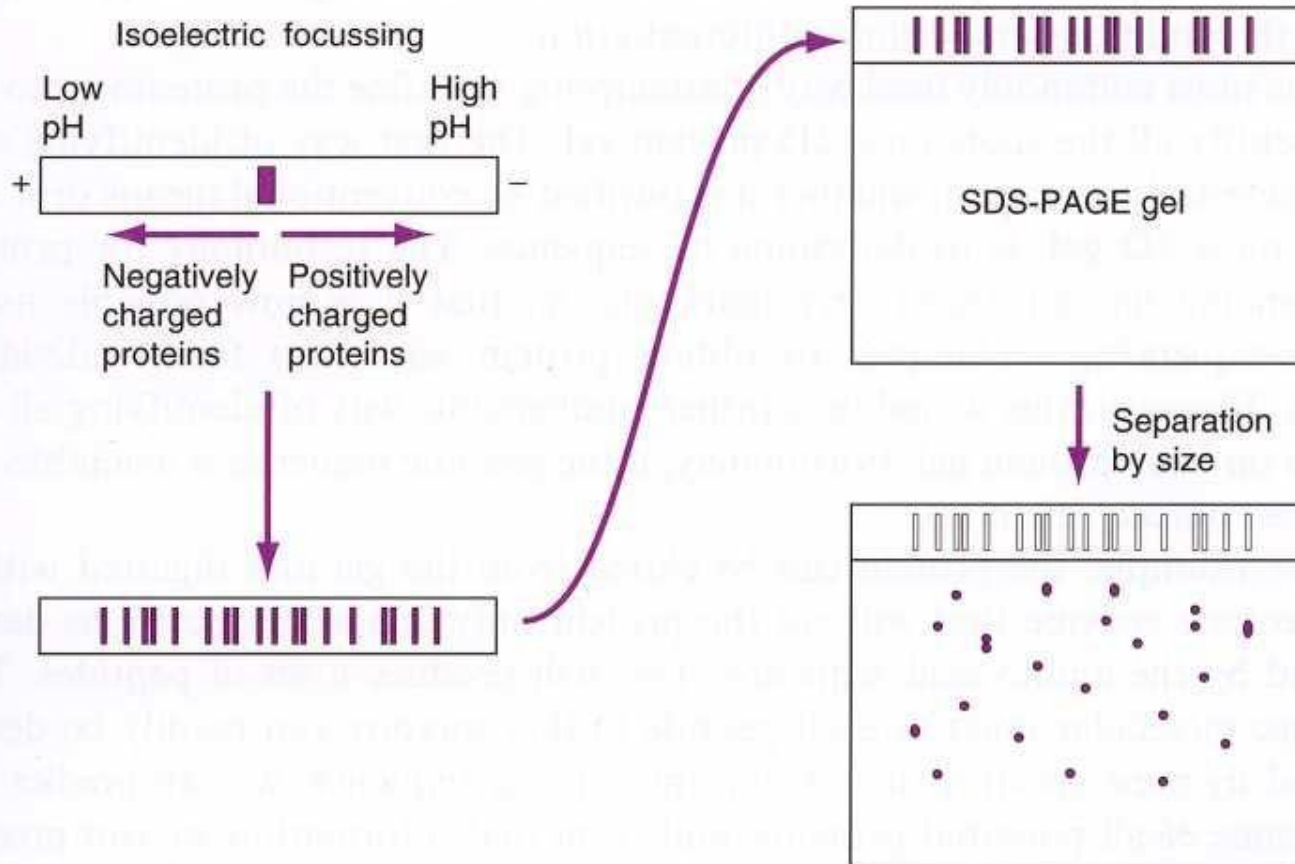 Isoelectric focussing
Low
pH
High
pH
+
−
Negatively
charged
proteins
Positively
charged
proteins
SDS-PAGE gel
Separation
by size